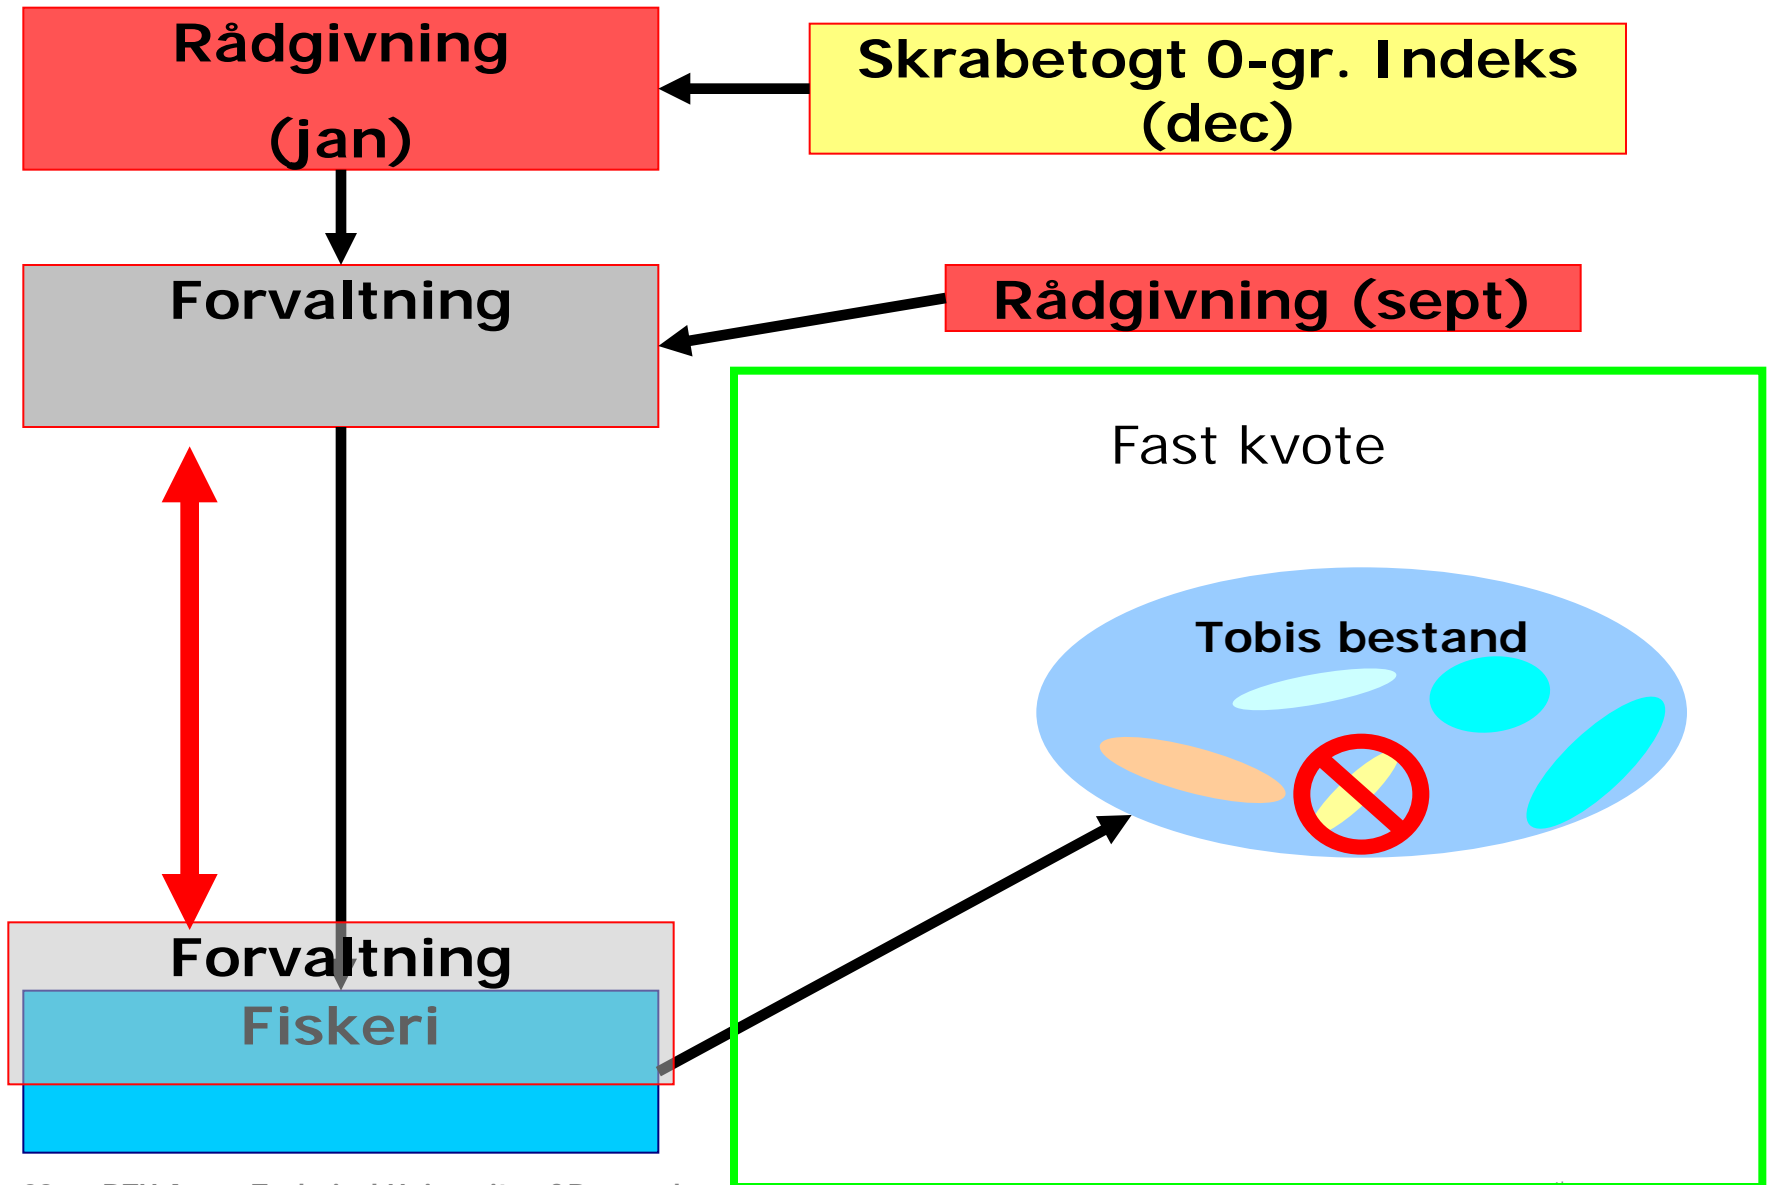 Rådgivning
(jan)
Skrabetogt 0-gr. Indeks
(dec)
Forvaltning
Rådgivning (sept)
Fast kvote
Tobis bestand
Forvaltning
Fiskeri